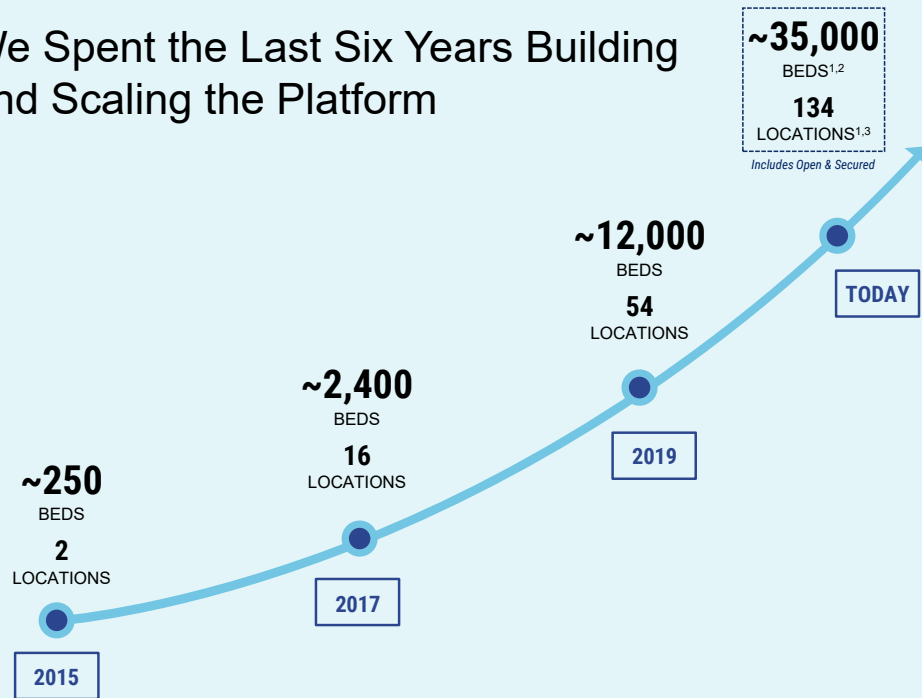 We Spent the Last Six Years Building
nd Scaling the Platform
~35,000
BEDS1,2
134
LOCATIONS1,3
Includes Open & Secured
TODAY
~12,000
BEDS
54
LOCATIONS
2019
~2,400
BEDS
16
LOCATIONS
2017
~250
BEDS
2
LOCATIONS
2015